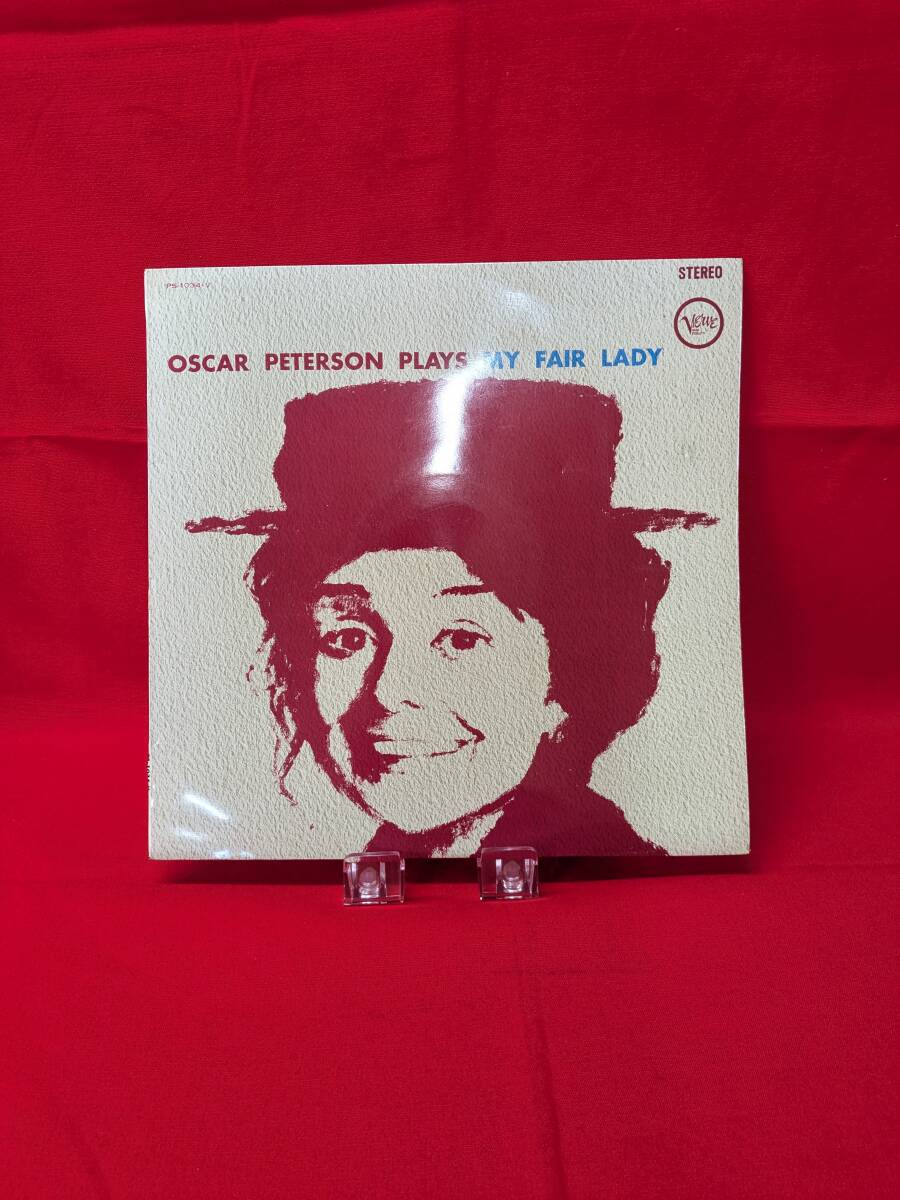 STEREO
Verve
OSCAR PETERSON PLAYS MY FAIR LADY